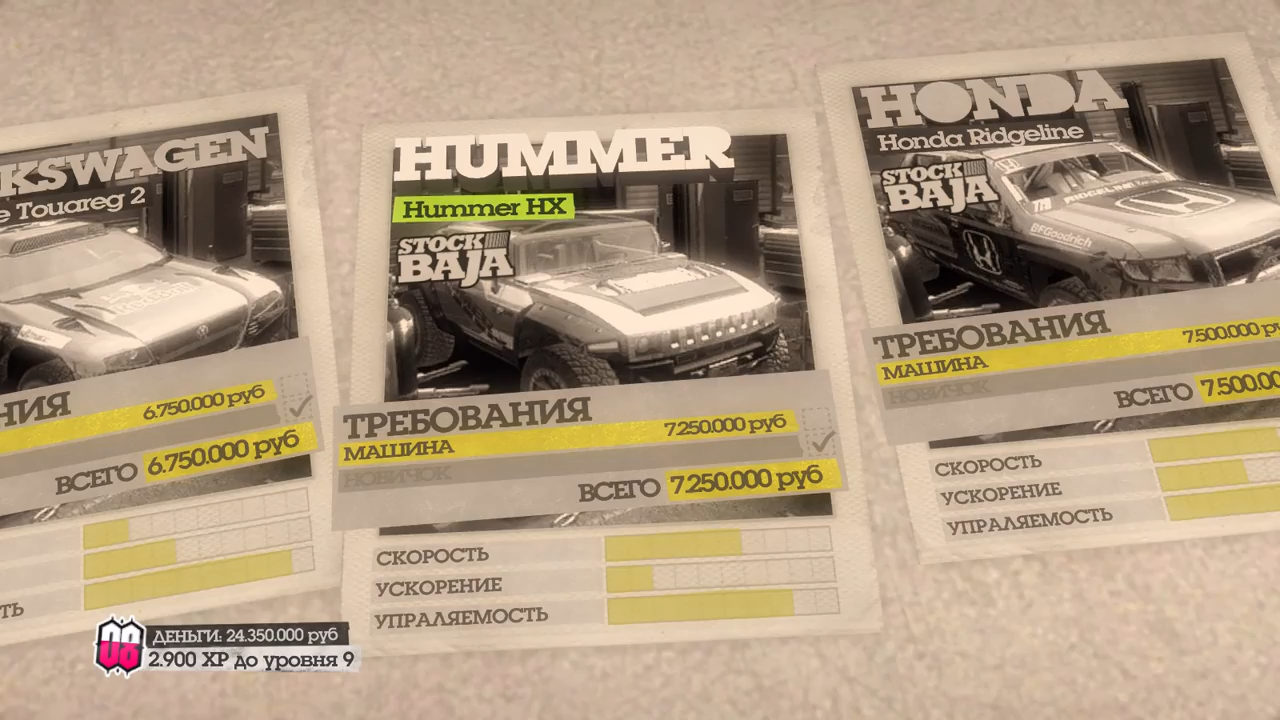 KSWAGEN
e Touareg 2
НИЯ
6.750.000 руб
ВСЕГО 6.750.000 руб
ТЬ
HUMMER
Hummer HX
STOCK
BAJA
ТРЕБОВАНИЯ
МАШИНА 7.250.000 руб
НОВИЧОК
ВСЕГО 7.250.000 руб
СКОРОСТЬ
УСКОРЕНИЕ
УПРАЛЯЕМОСТЬ
HONDA
Honda Ridgeline
STOCK
BAJA
BFGoodrich
ТРЕБОВАНИЯ
МАШИНА 7.500.000 ру
НОВИЧОК
ВСЕГО 7.500.00
СКОРОСТЬ
УСКОРЕНИЕ
УПРАЛЯЕМОСТЬ
ДЕНЬГИ: 24.350.000 руб
2.900 XP до уровня 9